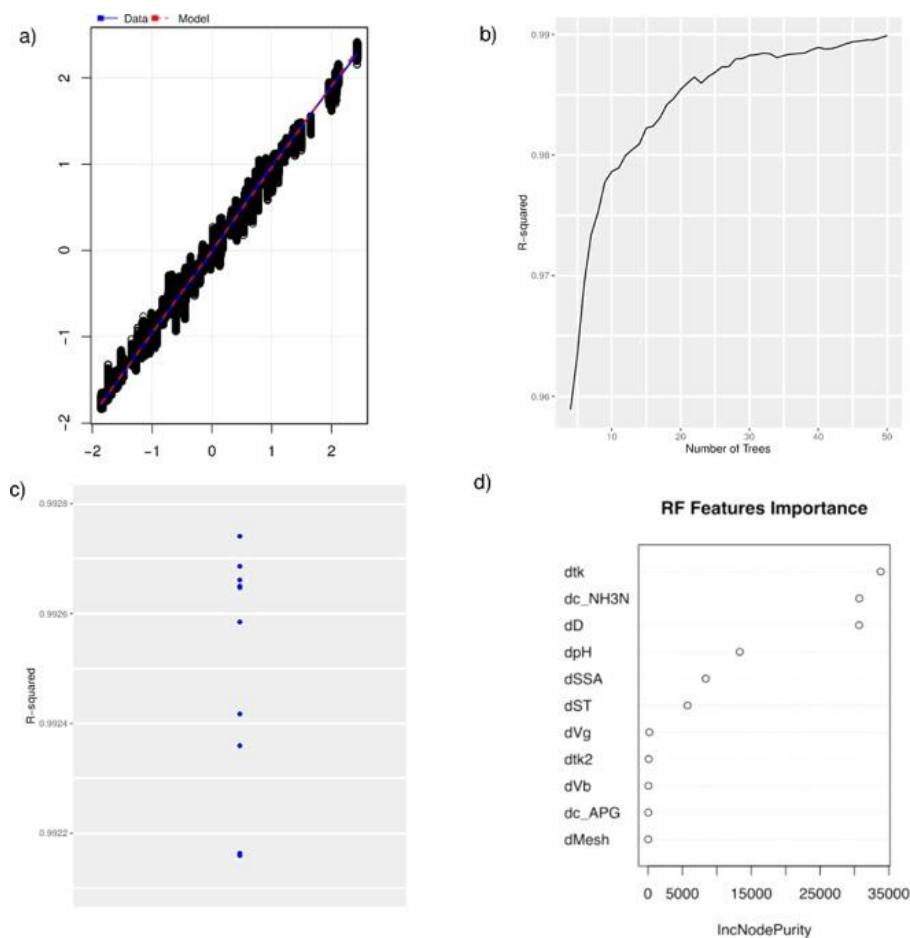 Data Model
a)
2
1
0
-1
-2
-2 -1 0 1 2
b)
0.99
0.98
0.97
0.96
R-squared
10 20 30 40 50
Number of Trees
c)
0.9928
0.9926
0.9924
0.9922
R-squared
d)
RF Features Importance
dtk
dc_NH3N
dD
dpH
dSSA
dST
dVg
dtk2
dVb
dc_APG
dMesh
0 5000 15000 25000 35000
IncNodePurity